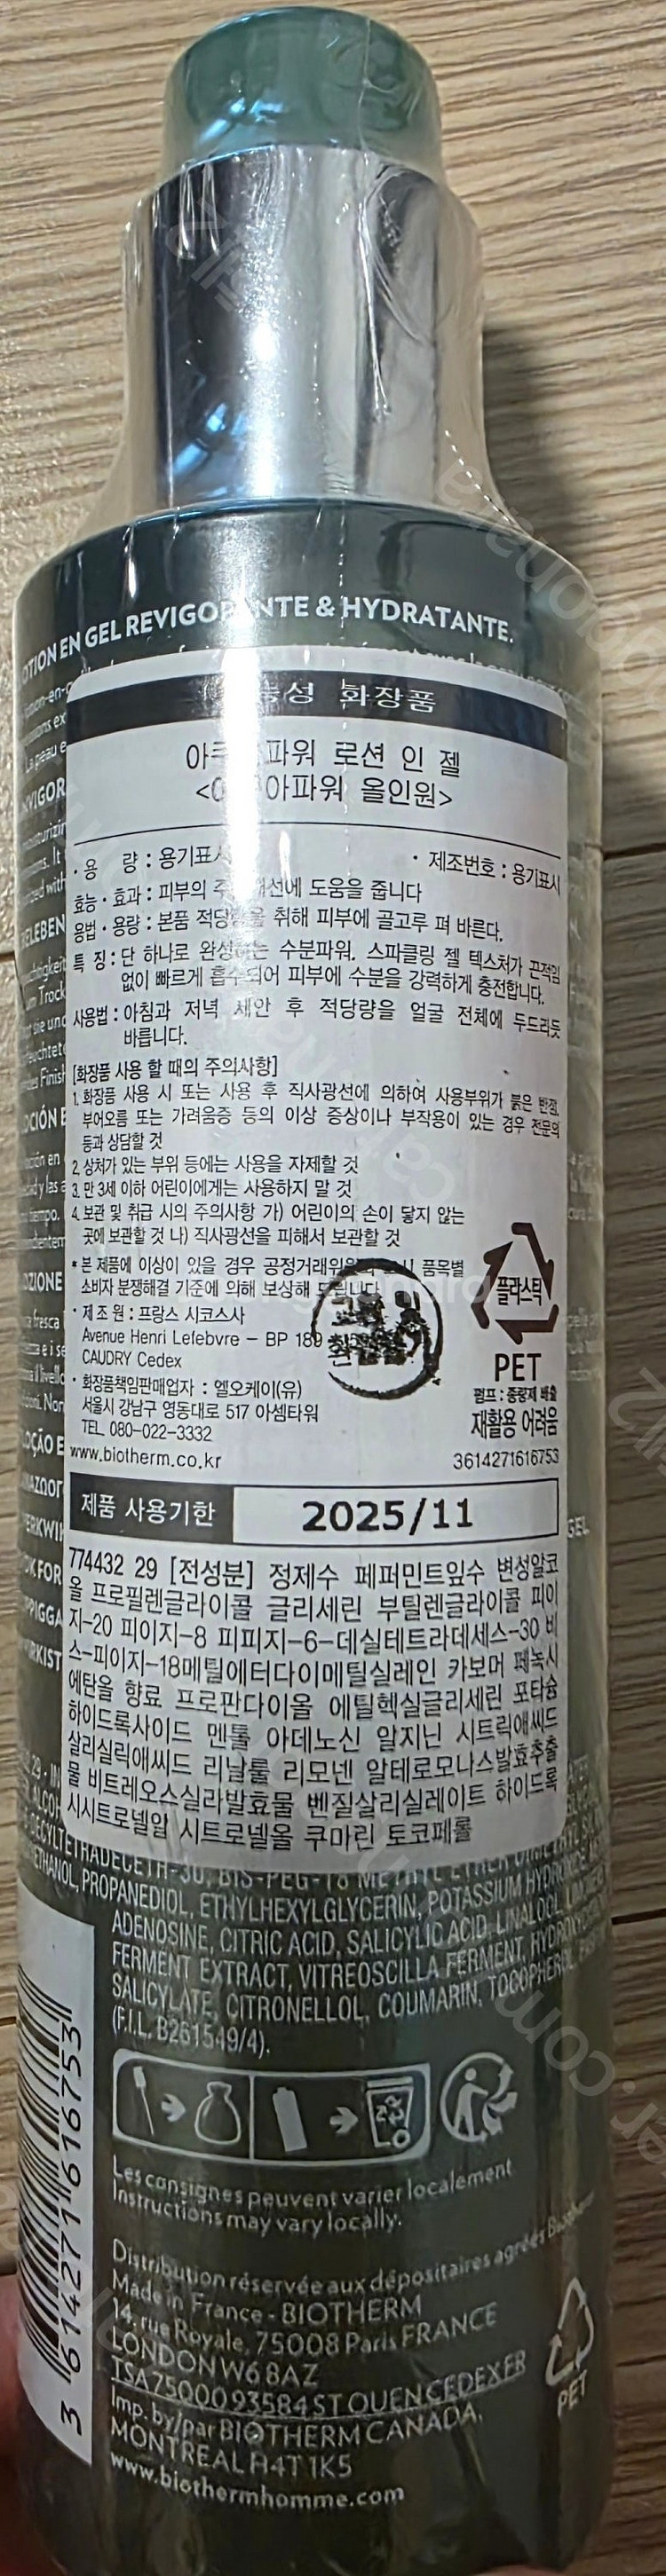 LOTION EN GEL REVIGORANTE & HYDRATANTE.
기능성 화장품
아쿠아파워 로션 인 젤
<아쿠아파워 올인원>
· 용 량 : 용기표시
· 제조번호 : 용기표시
효능 · 효과 : 피부의 주름개선에 도움을 줍니다
용법 · 용량 : 본품 적당량을 취해 피부에 골고루 펴 바른다.
특 징 : 단 하나로 완성하는 수분파워. 스파클링 젤 텍스처가 끈적임
없이 빠르게 흡수되어 피부에 수분을 강력하게 충전합니다.
사용법 : 아침과 저녁 세안 후 적당량을 얼굴 전체에 두드리듯
바릅니다.
[화장품 사용 할 때의 주의사항]
1. 화장품 사용 시 또는 사용 후 직사광선에 의하여 사용부위가 붉은 반점,
부어오름 또는 가려움증 등의 이상 증상이나 부작용이 있는 경우 전문의
등과 상담할 것
2. 상처가 있는 부위 등에는 사용을 자제할 것
3. 만 3세 이하 어린이에게는 사용하지 말 것
4. 보관 및 취급 시의 주의사항 가) 어린이의 손이 닿지 않는
곳에 보관할 것 나) 직사광선을 피해서 보관할 것
* 본 제품에 이상이 있을 경우 공정거래위원 품목별
소비자 분쟁해결 기준에 의해 보상해 드립니다
· 제 조 원 : 프랑스 시코스사
Avenue Henri Lefebvre – BP 189
CAUDRY Cedex
· 화장품책임판매업자 : 엘오케이(유)
서울시 강남구 영동대로 517 아셈타워
TEL. 080-022-3332
www.biotherm.co.kr
플라스틱
PET
펌프 : 종량제 배출
재활용 어려움
3614271616753
제품 사용기한 2025/11
774432 29 [전성분] 정제수 페퍼민트잎수 변성알코
올 프로필렌글라이콜 글리세린 부틸렌글라이콜 피이
지-20 피이지-8 피피지-6-데실테트라데세스-30 비
스-피이지-18메틸에터다이메틸실레인 카보머 페녹시
에탄올 향료 프로판다이올 에틸헥실글리세린 포타슘
하이드록사이드 멘톨 아데노신 알지닌 시트릭애씨드
살리실릭애씨드 리날룰 리모넨 알테로모나스발효추출
물 비트레오스실라발효물 벤질살리실레이트 하이드록
시시트로넬알 시트로넬올 쿠마린 토코페롤
DECYLTETRADECETH-30, BIS-PEG-18 METHYL ETHER
ETHANOL, PROPANEDIOL, ETHYLHEXYLGLYCERIN, POTASSIUM HYDROXIDE,
ADENOSINE, CITRIC ACID, SALICYLIC ACID, LINALOOL,
FERMENT EXTRACT, VITREOSCILLA FERMENT,
SALICYLATE, CITRONELLOL, COUMARIN, TOCOPHEROL,
(F.I.L. B261549/4).
Les consignes peuvent varier localement
Instructions may vary locally.
Distribution réservée aux dépositaires agréés Biotherm
Made in France - BIOTHERM
14, rue Royale, 75008 Paris FRANCE
LONDON W6 8AZ
TSA 75000 93584 ST OUEN CEDEX FR
Imp. by/par BIOTHERM CANADA,
MONTREAL H4T 1K5
www.biothermhomme.com
PET
3 614271 616753